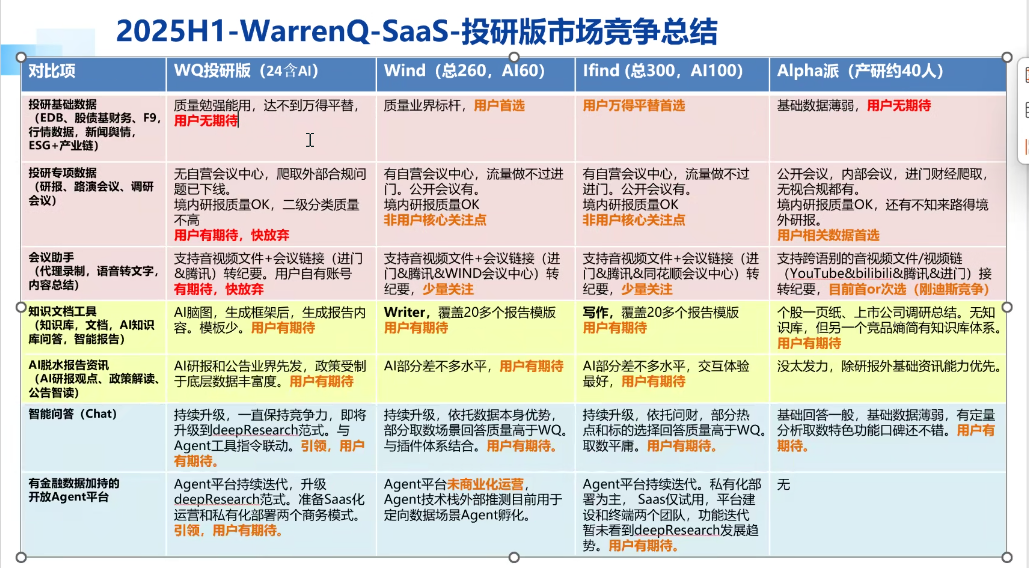 2025H1-WarrenQ-SaaS-投研版市场竞争总结
对比项
WQ投研版（24含AI）
Wind（总260，AI60）
Ifind (总300，AI100）
Alpha派（产研约40人）
投研基础数据
（EDB、股债基财务、F9，
行情数据，新闻舆情，
ESG+产业链）
质量勉强能用，达不到万得平替，
用户无期待
质量业界标杆，用户首选
用户万得平替首选
基础数据薄弱，用户无期待
投研专项数据
（研报、路演会议、调研
会议）
无自营会议中心，爬取外部合规问
题已下线。
境内研报质量OK，二级分类质量
不高
用户有期待，快放弃
有自营会议中心，流量做不过进
门。公开会议有。
境内研报质量OK
非用户核心关注点
有自营会议中心，流量做不过
进门。公开会议有。
境内研报质量OK
非用户核心关注点
公开会议，内部会议，进门财经爬取，
无视合规都有。
境内研报质量OK，还有不知来路得境
外研报。
用户相关数据首选
会议助手
（代理录制，语音转文字，
内容总结）
支持音视频文件+会议链接（进门
&腾讯）转纪要。用户自有账号
有期待，快放弃
支持音视频文件+会议链接（进
门&腾讯&WIND会议中心）转
纪要，少量关注
支持音视频文件+会议链接（进
门&腾讯&同花顺会议中心）转
纪要，少量关注
支持跨语别的音视频文件/视频链
（YouTube&bilibili&腾讯&进门）接
转纪要，目前首or次选（刚迪斯竞争）
知识文档工具
（知识库，文档，AI知识
库问答，智能报告）
AI脑图，生成框架后，生成报告内
容。模板少。用户有期待
Writer，覆盖20多个报告模版
用户有期待
写作，覆盖20多个报告模版
用户有期待
个股一页纸、上市公司调研总结。无知
识库，但另一个竞品熵简有知识库体系。
用户有期待
AI脱水报告资讯
（AI研报观点、政策解读、
公告智读）
AI研报和公告业界先发，政策受制
于底层数据丰富度。用户有期待
AI部分差不多水平，用户有期待
AI部分差不多水平，交互体验
最好，用户有期待
没太发力，除研报外基础资讯能力优先。
智能问答（Chat）
持续升级，一直保持竞争力，即将
升级到deepResearch范式。与
Agent工具指令联动。引领，用户
有期待。
持续升级，依托数据本身优势，
部分取数场景回答质量高于WQ。
与插件体系结合。用户有期待。
持续升级，依托问财，部分热
点和标的选择回答质量高于WQ，
取数平庸。用户有期待。
基础回答一般，基础数据薄弱，有定量
分析取数特色功能口碑还不错。用户有
期待。
有金融数据加持的
开放Agent平台
Agent平台持续迭代，升级
deepResearch范式。准备Saas化
运营和私有化部署两个商务模式。
引领，用户有期待。
Agent平台未商业化运营，
Agent技术栈外部推测目前用于
定向数据场景Agent孵化。
Agent平台持续迭代。私有化部
署为主， SaaS仅试用，平台建
设和终端两个团队，功能迭代
暂未看到deepResearch发展趋
势。用户有期待。
无